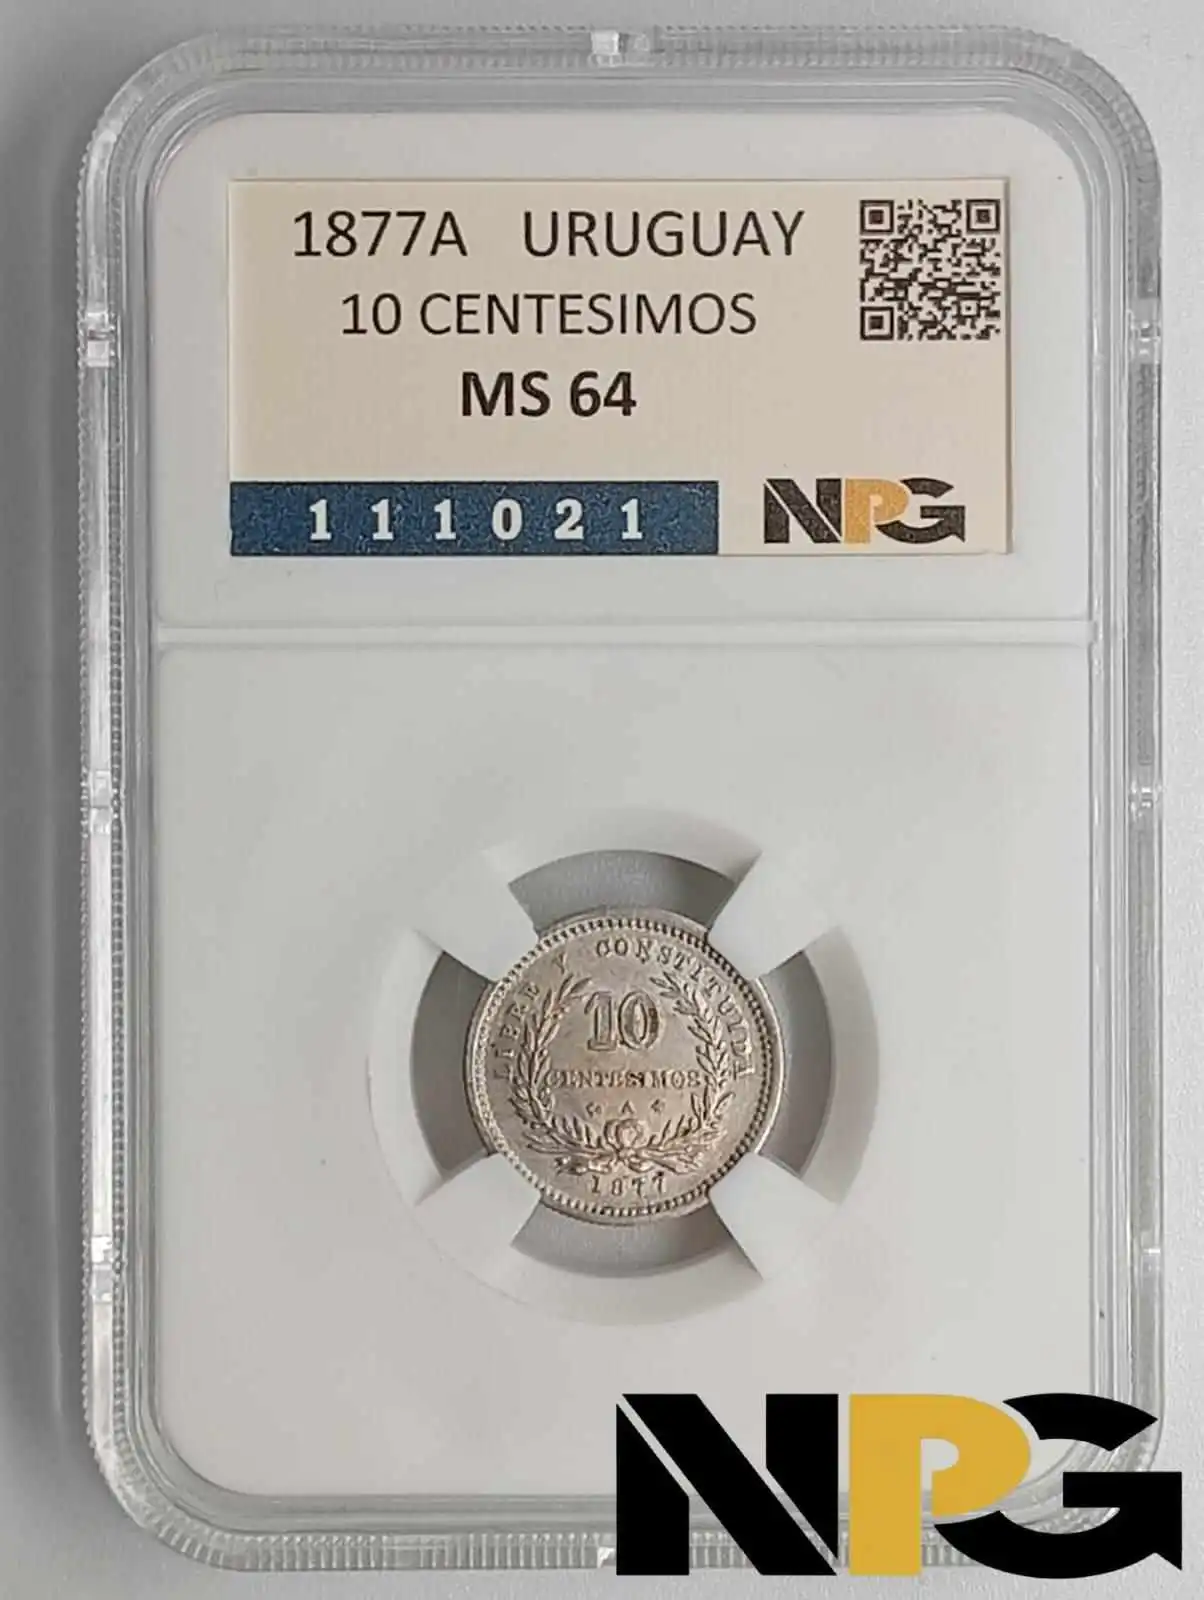 1877A URUGUAY
10 CENTESIMOS
MS 64
111021
NPG
LIBRE Y CONSTITUIDA
10
CENTESIMOS
A
1877
NPG